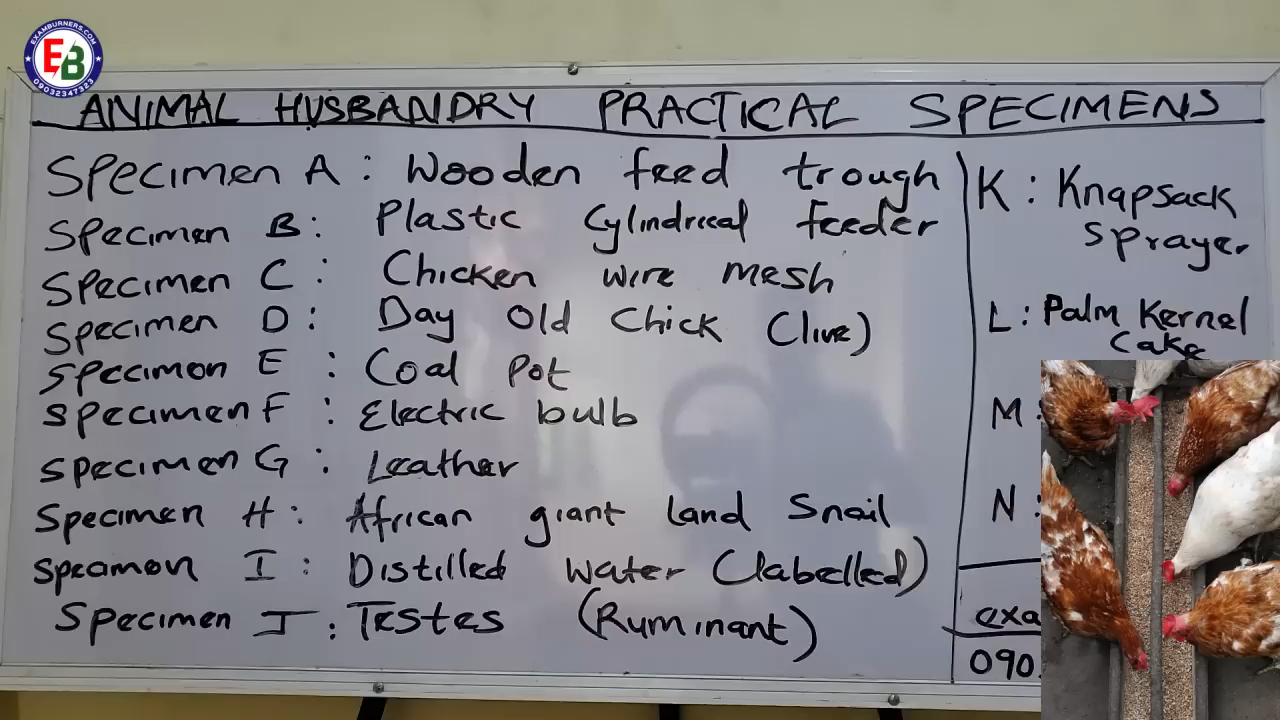 EXAMBURNERS.COM
EB
09032347323
ANIMAL HUSBANDRY PRACTICAL SPECIMENS
Specimen A : Wooden feed trough
Specimen B : Plastic Cylindrical feeder
Specimen C : Chicken wire mesh
Specimen D : Day Old Chick (live)
Specimen E : Coal Pot
Specimen F : Electric bulb
Specimen G : Leather
Specimen H : African giant land Snail
Specimen I : Distilled water (labelled)
Specimen J : Testes (Ruminant)
K : Knapsack
Sprayer
L : Palm Kernel
Cake
M :
N :
exa
090